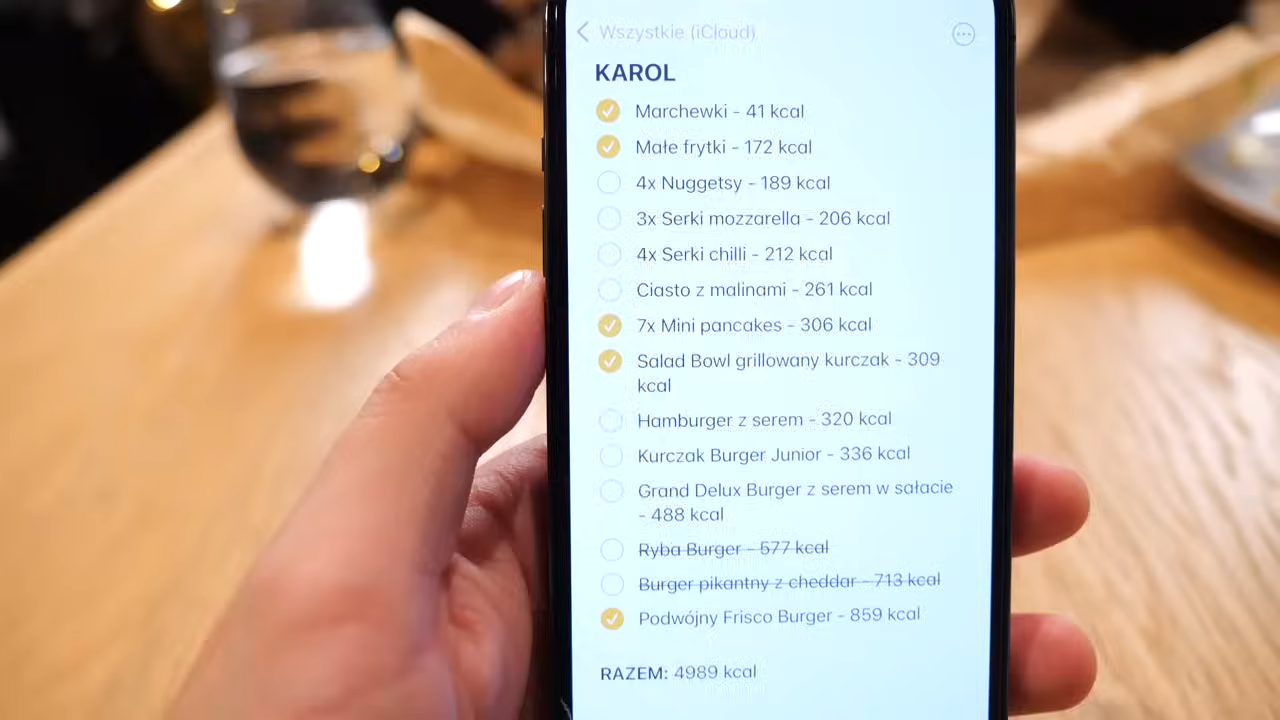 Wszystkie (iCloud)
KAROL
Marchewki - 41 kcal
Małe frytki - 172 kcal
4x Nuggetsy - 189 kcal
3x Serki mozzarella - 206 kcal
4x Serki chilli - 212 kcal
Ciasto z malinami - 261 kcal
7x Mini pancakes - 306 kcal
Salad Bowl grillowany kurczak - 309
kcal
Hamburger z serem - 320 kcal
Kurczak Burger Junior - 336 kcal
Grand Delux Burger z serem w sałacie
- 488 kcal
Ryba Burger - 577 kcal
Burger pikantny z cheddar - 713 kcal
Podwójny Frisco Burger - 859 kcal
RAZEM: 4989 kcal